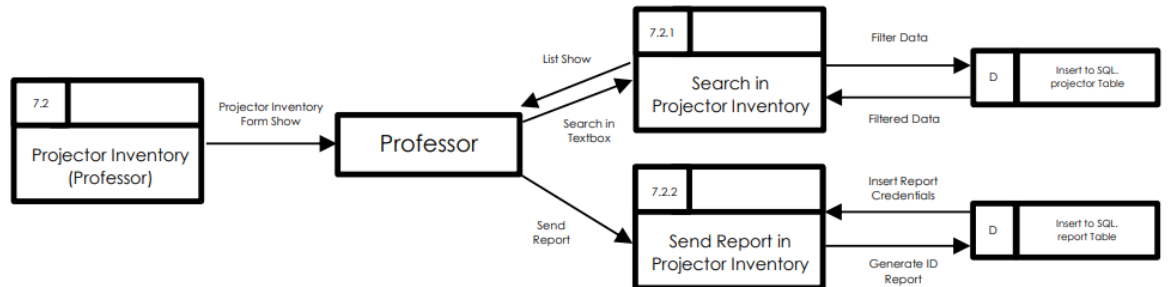 7.2
Projector Inventory
(Professor)
Projector Inventory
Form Show
Professor
List Show
Search in
Textbox
Send
Report
7.2.1
Search in
Projector Inventory
Filter Data
Filtered Data
D
Insert to SQL.
projector Table
7.2.2
Send Report in
Projector Inventory
Insert Report
Credentials
Generate ID
Report
D
Insert to SQL.
report Table